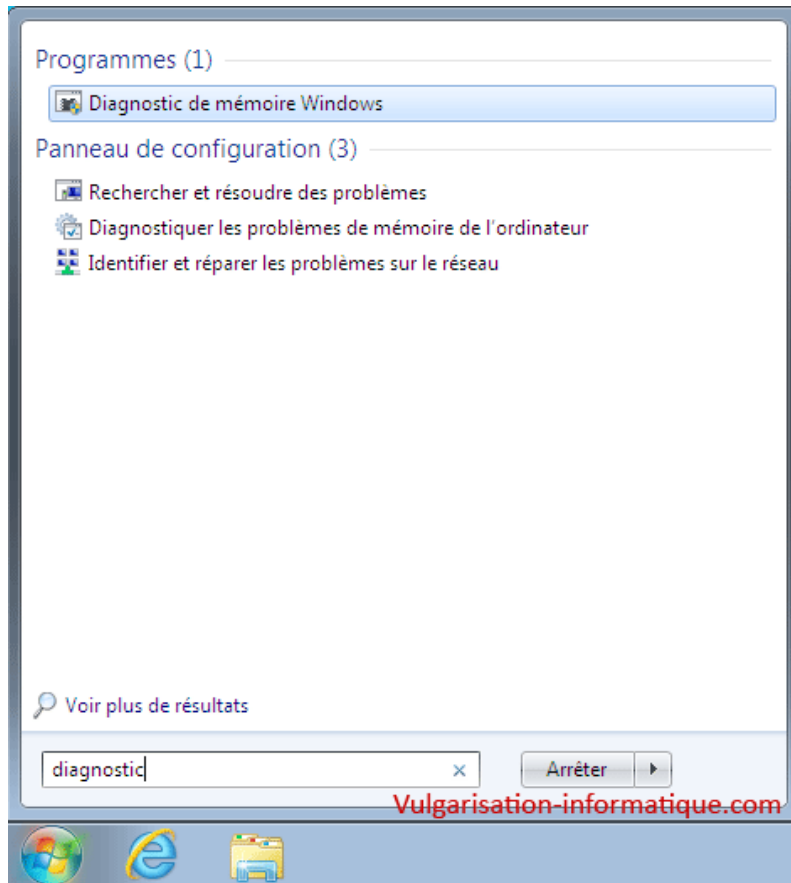 Programmes (1)
Diagnostic de mémoire Windows
Panneau de configuration (3)
Rechercher et résoudre des problèmes
Diagnostiquer les problèmes de mémoire de l'ordinateur
Identifier et réparer les problèmes sur le réseau
Voir plus de résultats
diagnostic
Arrêter
Vulgarisation-informatique.com